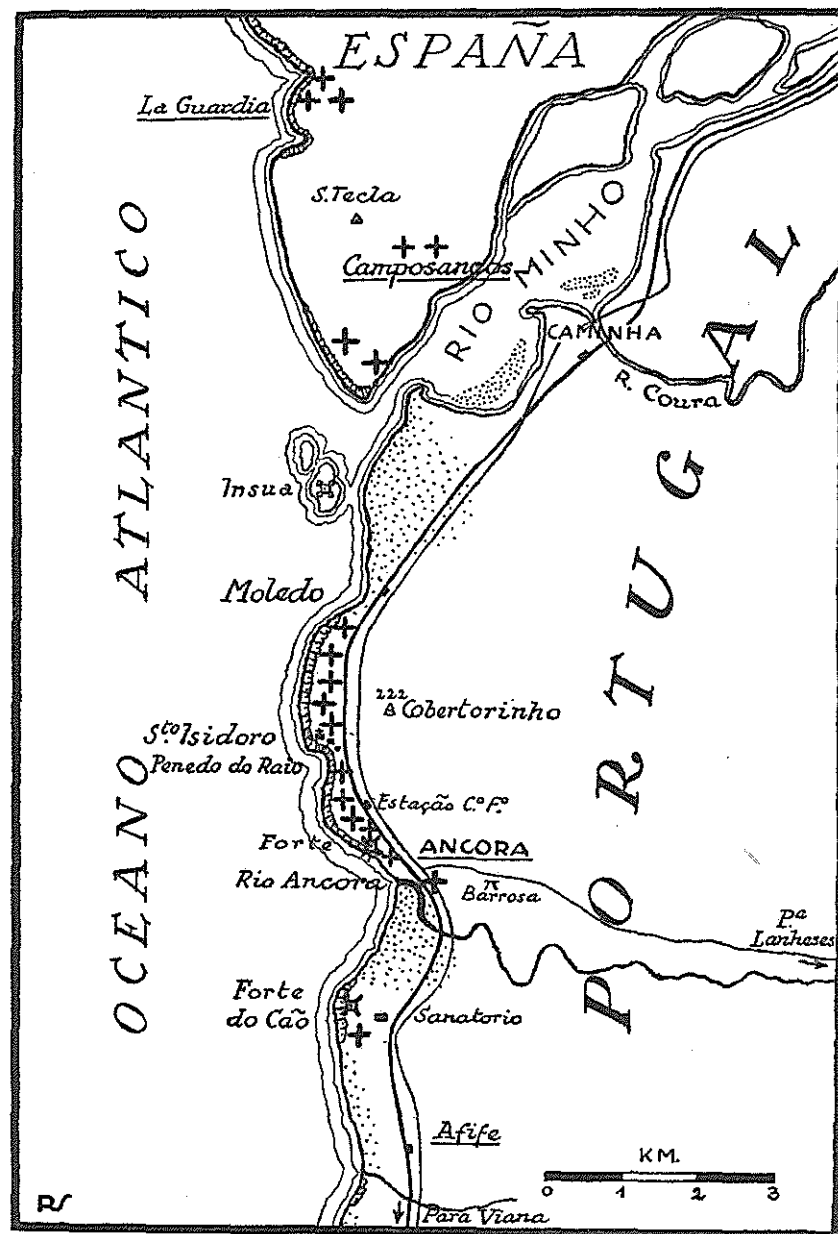 ESPAÑA
La Guardia
S. Tecla
Camposancos
RIO MINHO
CAMINHA
R. Coura
OCEANO ATLANTICO
PORTUGAL
Insua
Moledo
222
Cobertorinho
Sto Isidoro
Penedo do Raio
Estação C.o F.o
Forte
ANCORA
Rio Ancora
Barrosa
Pa
Lanheses
Forte
do Cão
Sanatorio
Afife
KM.
0 1 2 3
Para Viana